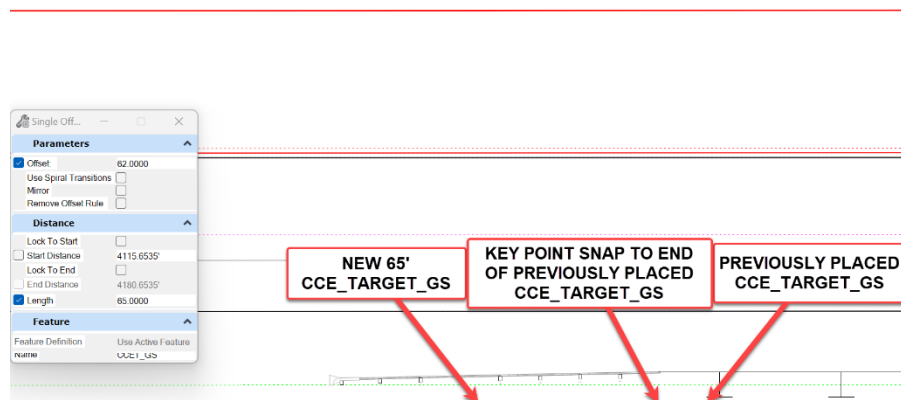 Single Off...
Parameters
Offset: 62.0000
Use Spiral Transitions
Mirror
Remove Offset Rule
Distance
Lock To Start
Start Distance 4115.6535'
Lock To End
End Distance 4180.6535'
Length 65.0000
Feature
Feature Definition Use Active Feature
Name CCET_GS
NEW 65'
CCE_TARGET_GS
KEY POINT SNAP TO END
OF PREVIOUSLY PLACED
CCE_TARGET_GS
PREVIOUSLY PLACED
CCE_TARGET_GS